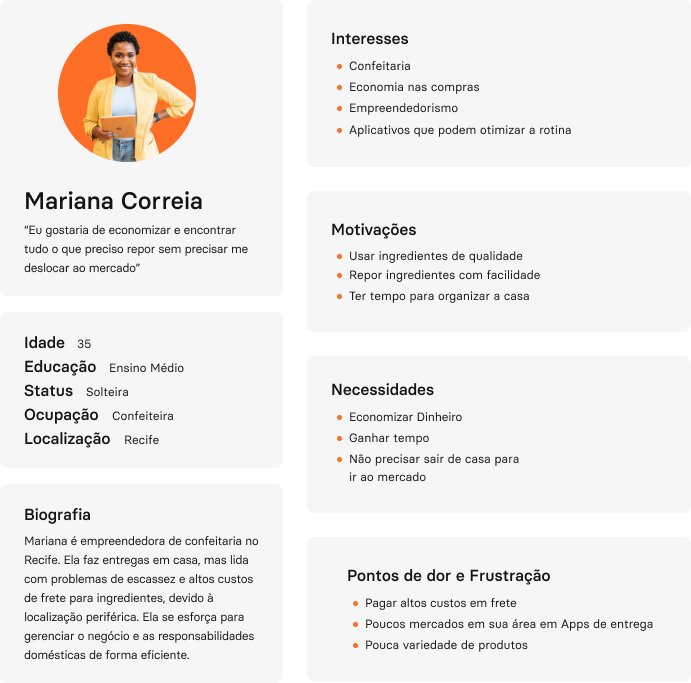 Mariana Correia
“Eu gostaria de economizar e encontrar
tudo o que preciso repor sem precisar me
deslocar ao mercado”
Idade 35
Educação Ensino Médio
Status Solteira
Ocupação Confeiteira
Localização Recife
Biografia
Mariana é empreendedora de confeitaria no
Recife. Ela faz entregas em casa, mas lida
com problemas de escassez e altos custos
de frete para ingredientes, devido à
localização periférica. Ela se esforça para
gerenciar o negócio e as responsabilidades
domésticas de forma eficiente.
Interesses
• Confeitaria
• Economia nas compras
• Empreendedorismo
• Aplicativos que podem otimizar a rotina
Motivações
• Usar ingredientes de qualidade
• Repor ingredientes com facilidade
• Ter tempo para organizar a casa
Necessidades
• Economizar Dinheiro
• Ganhar tempo
• Não precisar sair de casa para
ir ao mercado
Pontos de dor e Frustração
• Pagar altos custos em frete
• Poucos mercados em sua área em Apps de entrega
• Pouca variedade de produtos